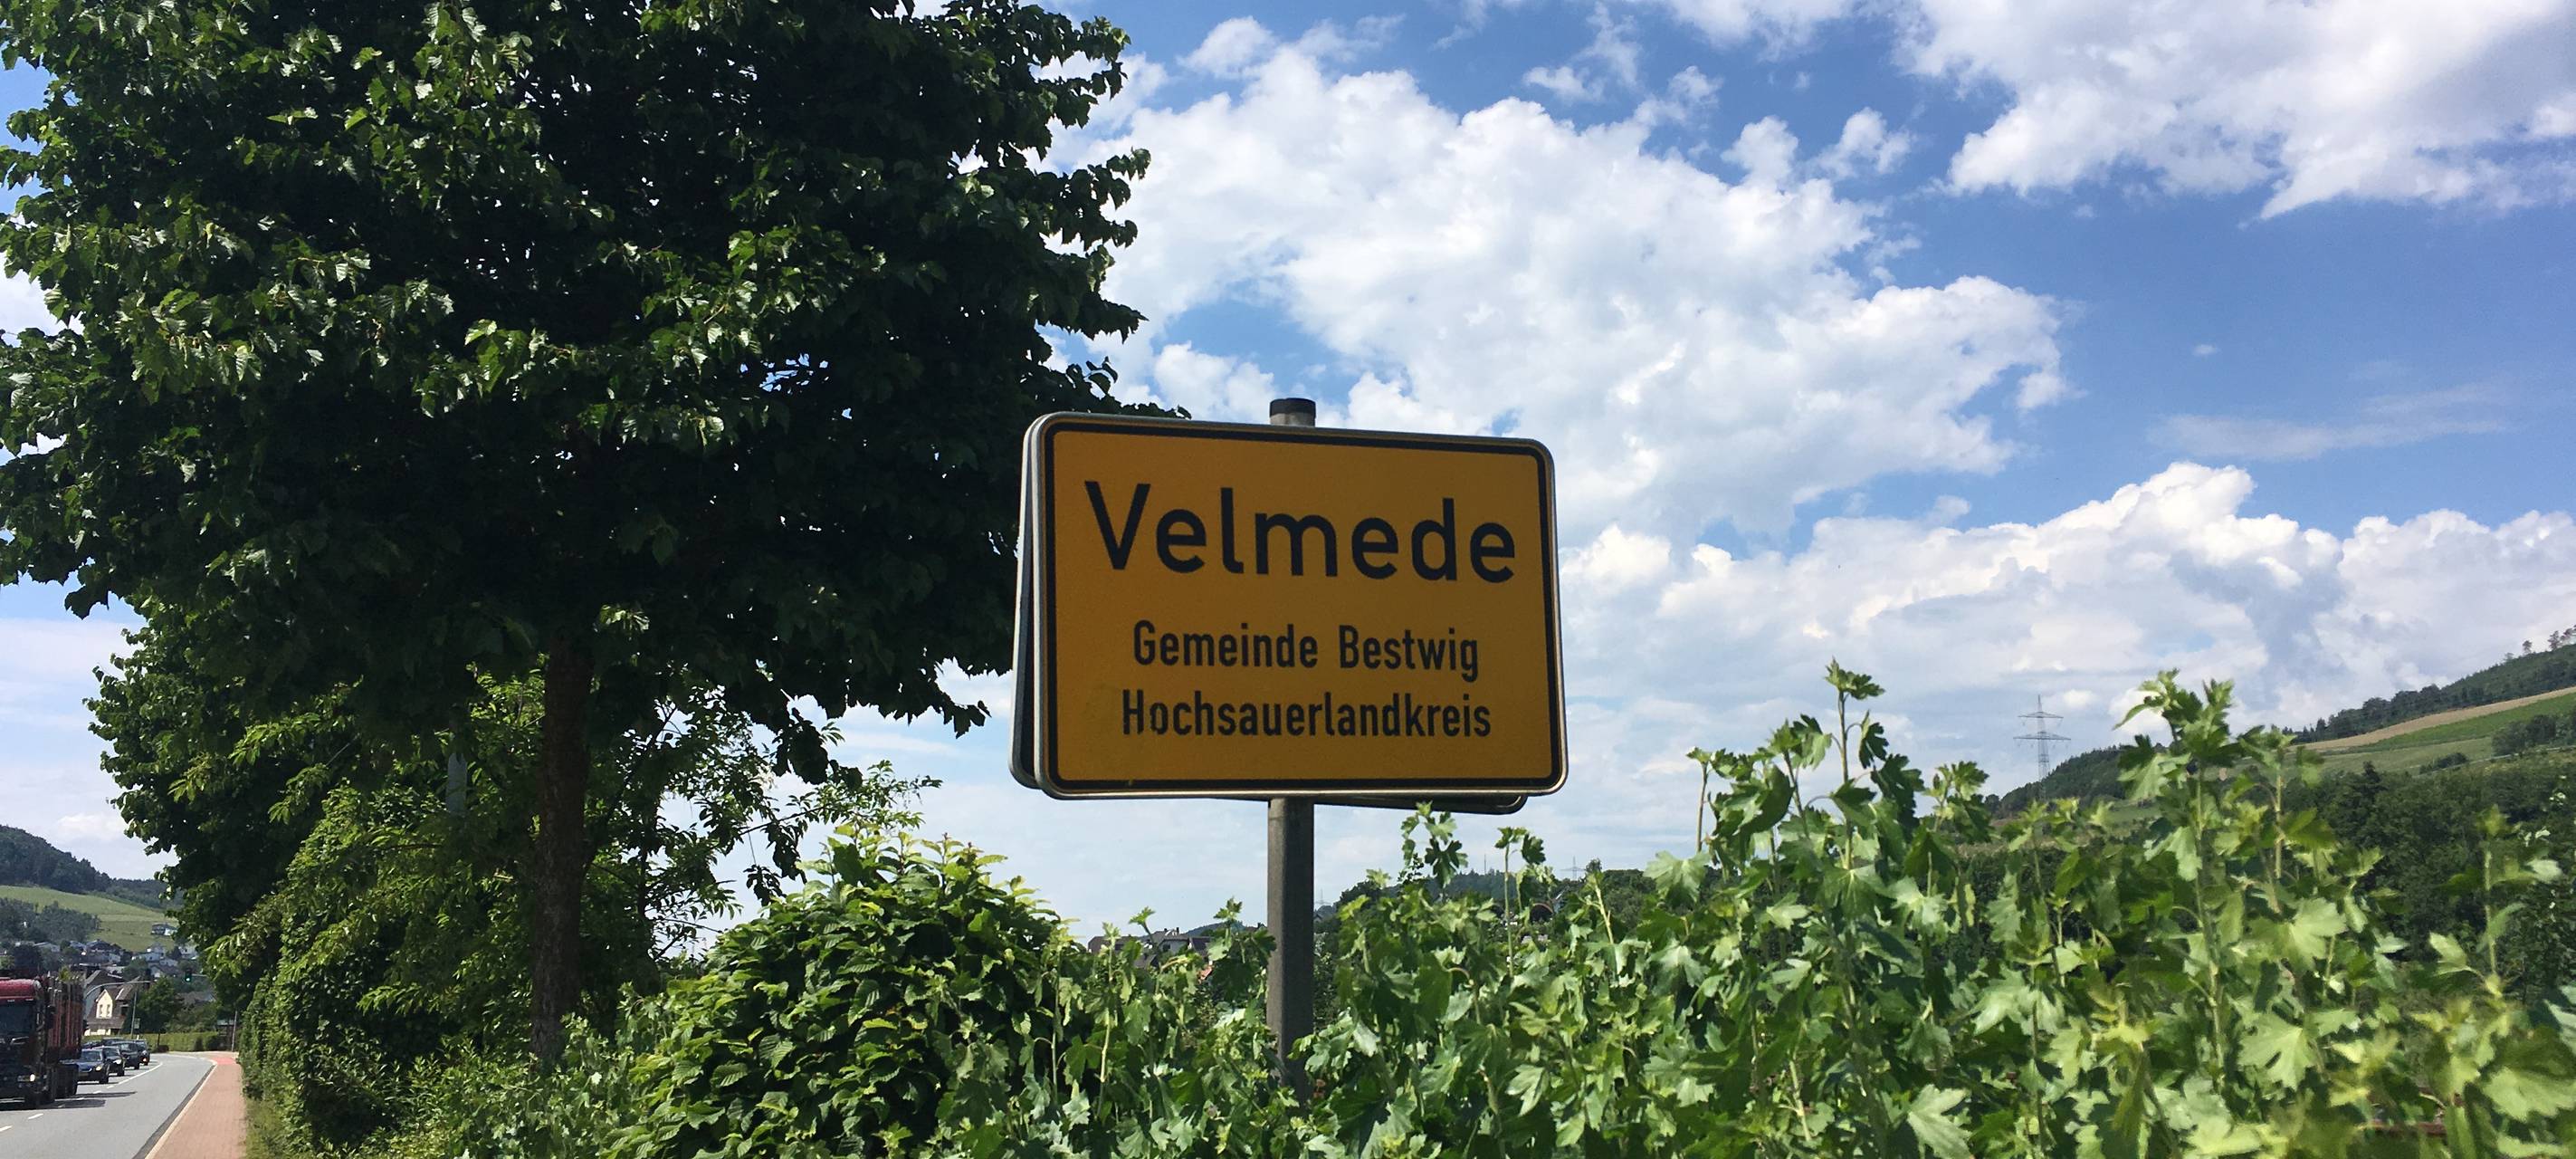 Velmede
Gemeinde Bestwig
Hochsauerlandkreis